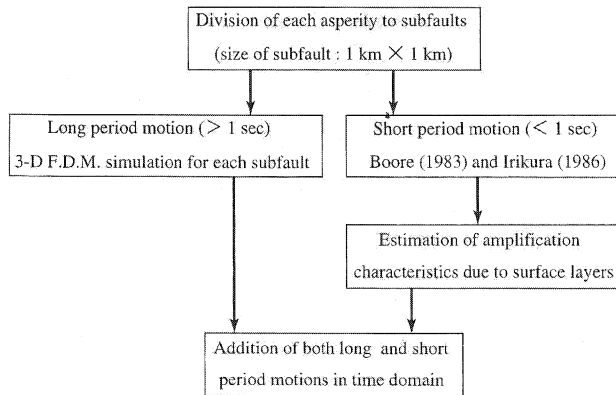 Division of each asperity to subfaults
(size of subfault : 1 km × 1 km)
Long period motion (> 1 sec)
3-D F.D.M. simulation for each subfault
Short period motion (< 1 sec)
Boore (1983) and Irikura (1986)
Estimation of amplification
characteristics due to surface layers
Addition of both long and short
period motions in time domain